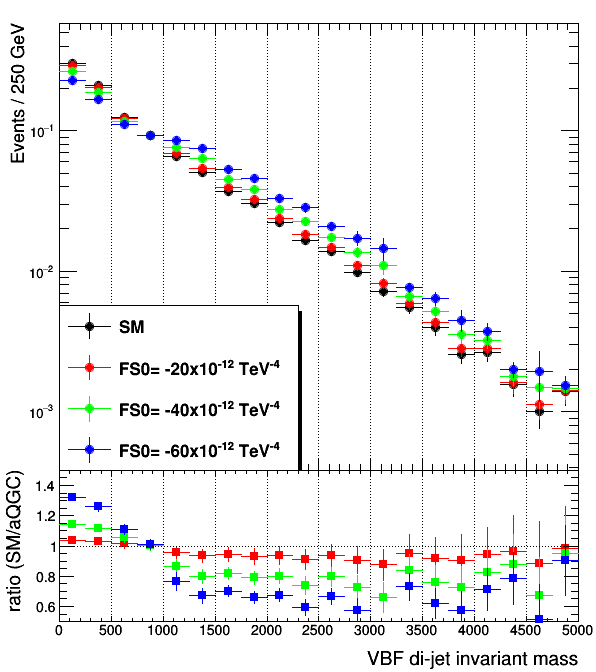 Events / 250 GeV
10⁻¹
10⁻²
10⁻³
SM
FS0= -20x10⁻¹² TeV⁻⁴
FS0= -40x10⁻¹² TeV⁻⁴
FS0= -60x10⁻¹² TeV⁻⁴
ratio (SM/aQGC)
1.4
1.2
1
0.8
0.6
0 500 1000 1500 2000 2500 3000 3500 4000 4500 5000
VBF di-jet invariant mass